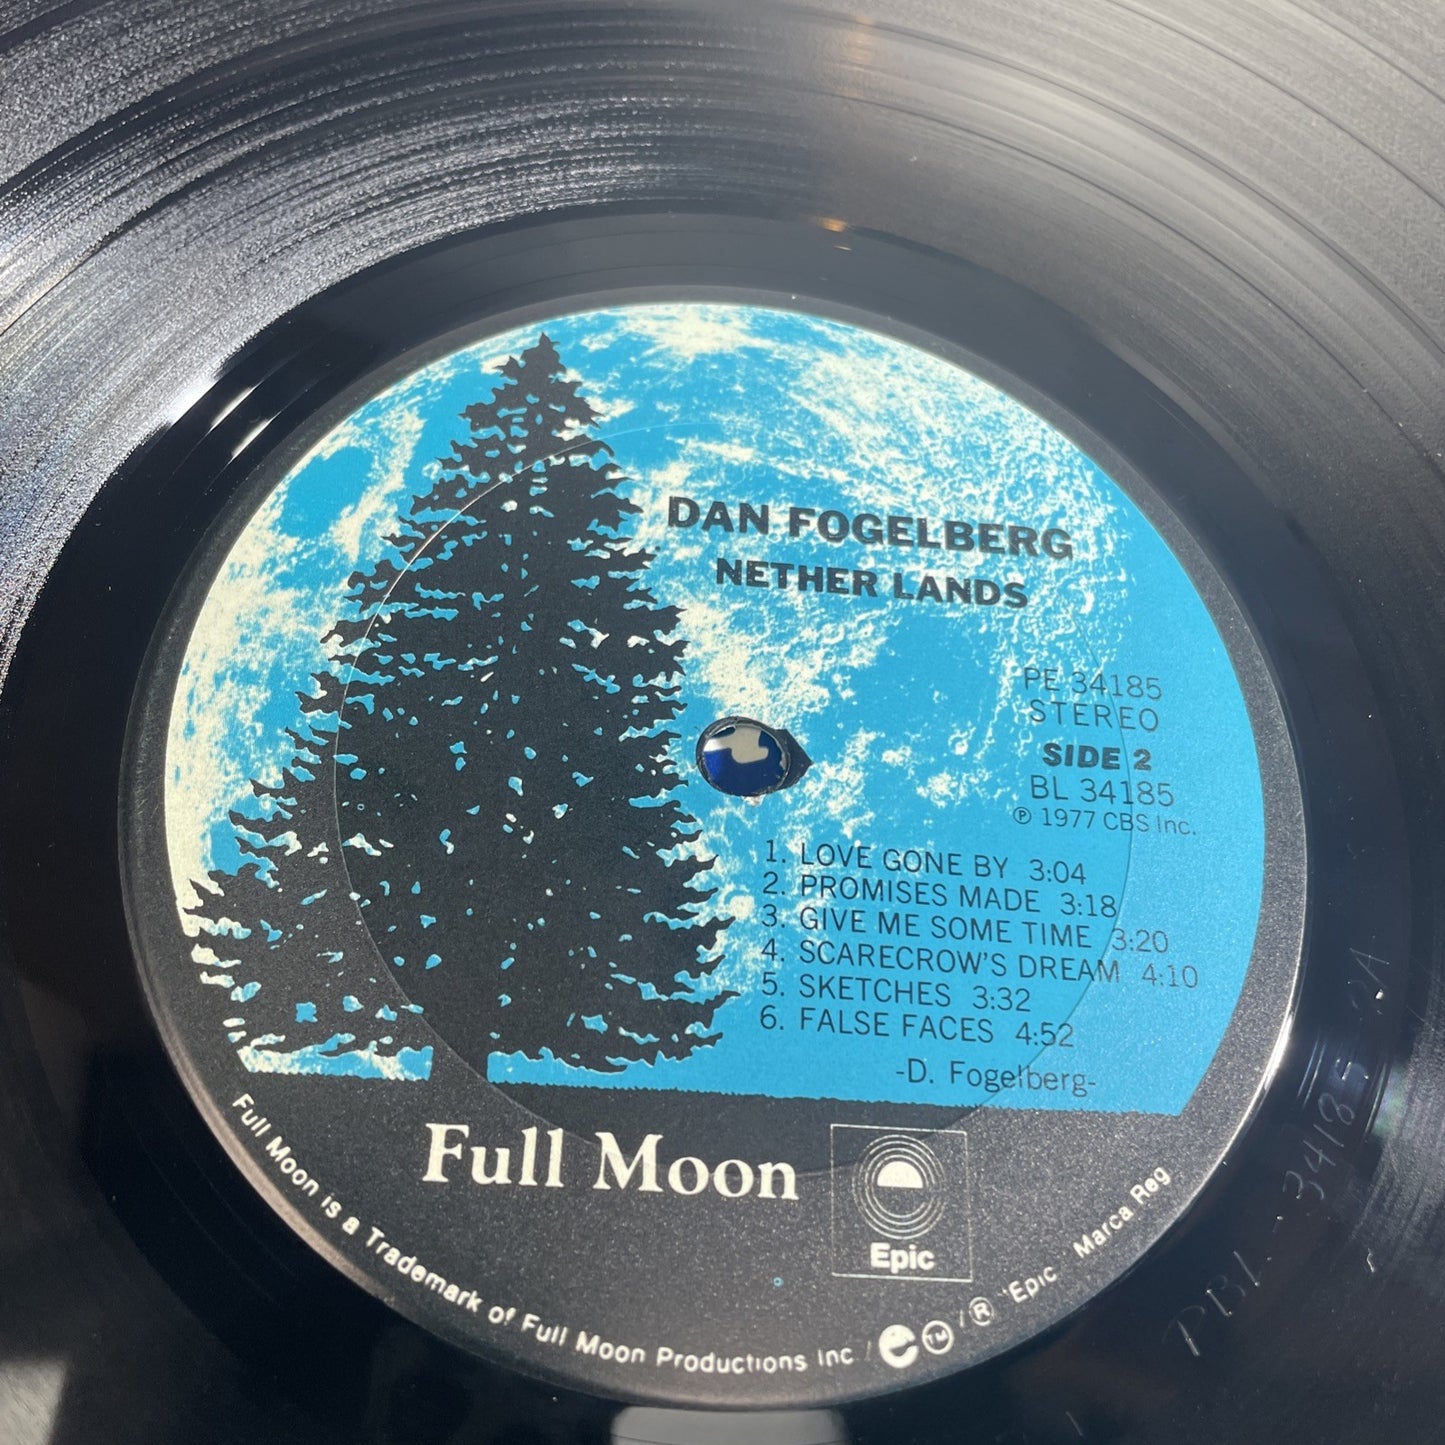 DAN FOGELBERG
NETHER LANDS
PE 34185
STEREO
SIDE 2
BL 34185
℗ 1977 CBS Inc.
1. LOVE GONE BY 3:04
2. PROMISES MADE 3:18
3. GIVE ME SOME TIME 3:20
4. SCARECROW'S DREAM 4:10
5. SKETCHES 3:32
6. FALSE FACES 4:52
-D. Fogelberg-
Full Moon
Epic
Full Moon is a Trademark of Full Moon Productions Inc / e ™ / ® "Epic Marca Reg